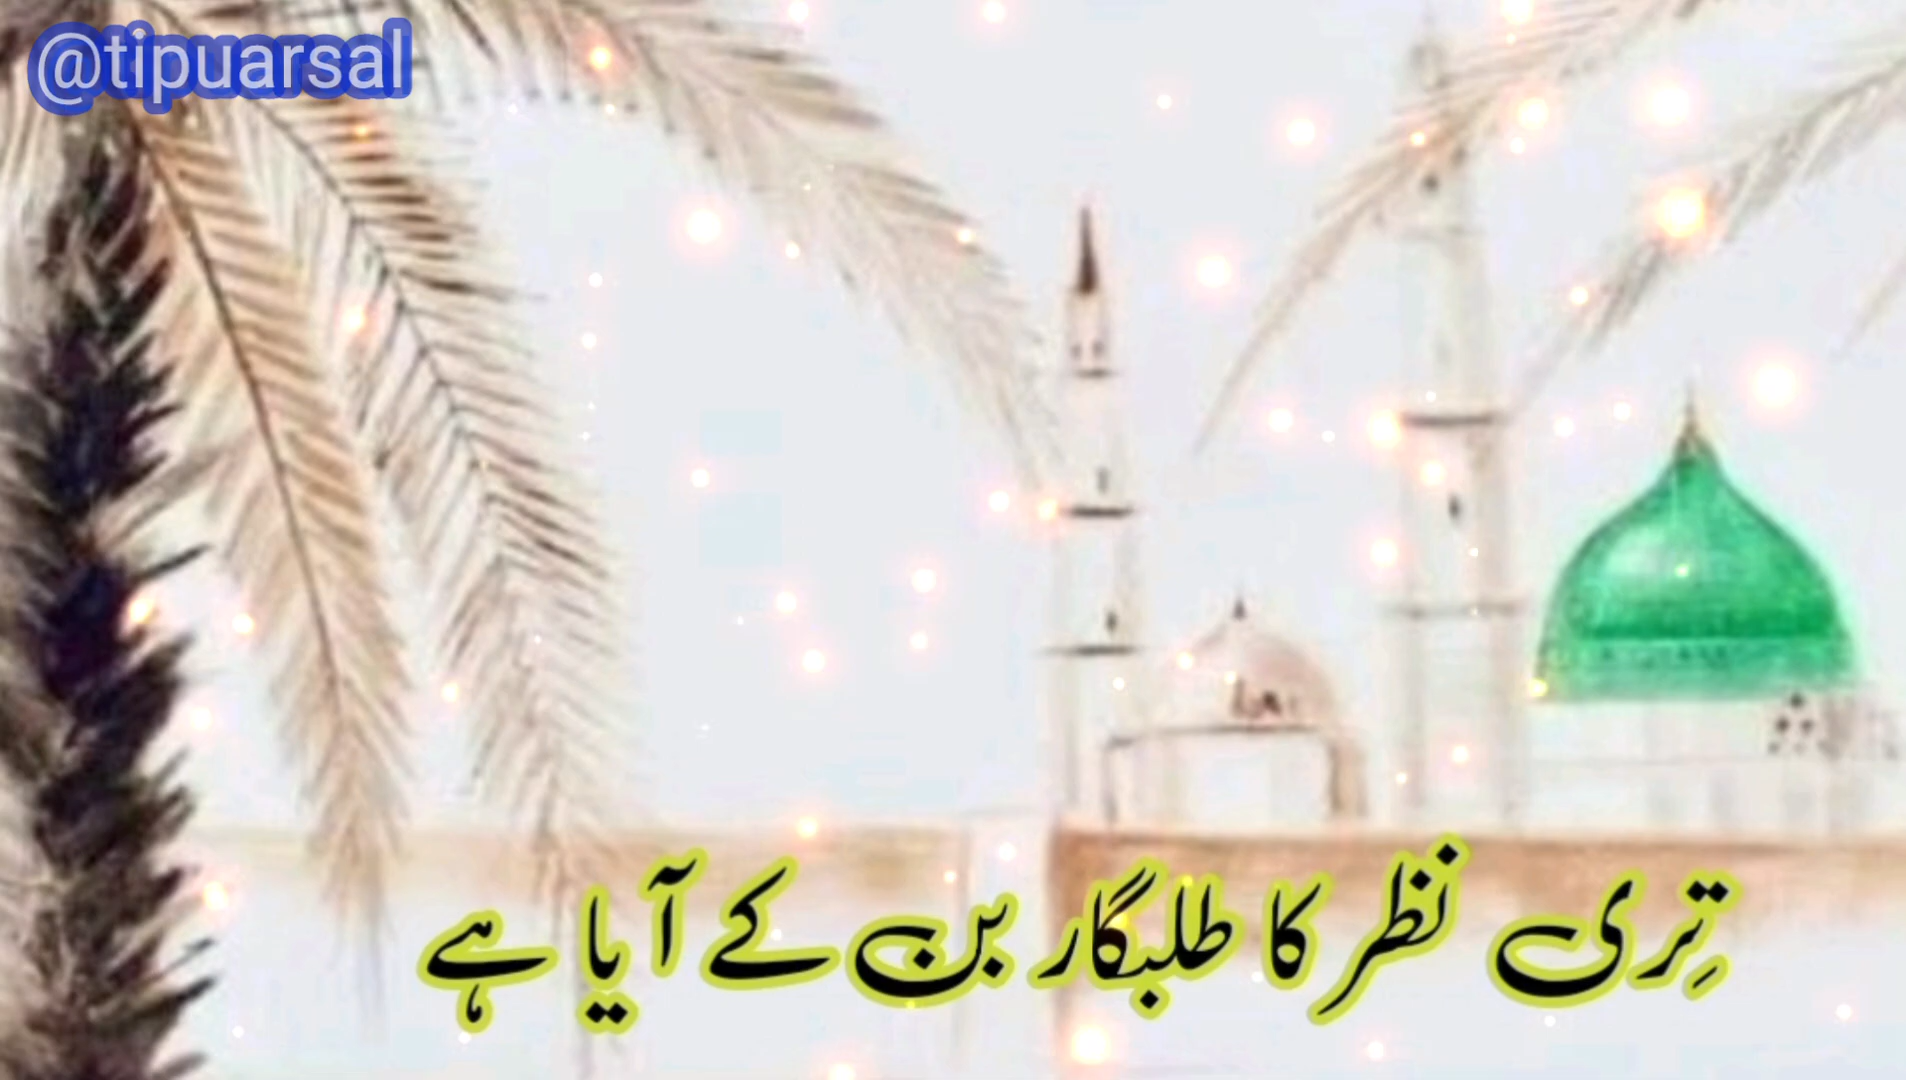 @tipuarsal
تِری نظر کا طلبگار بن کے آیا ہے